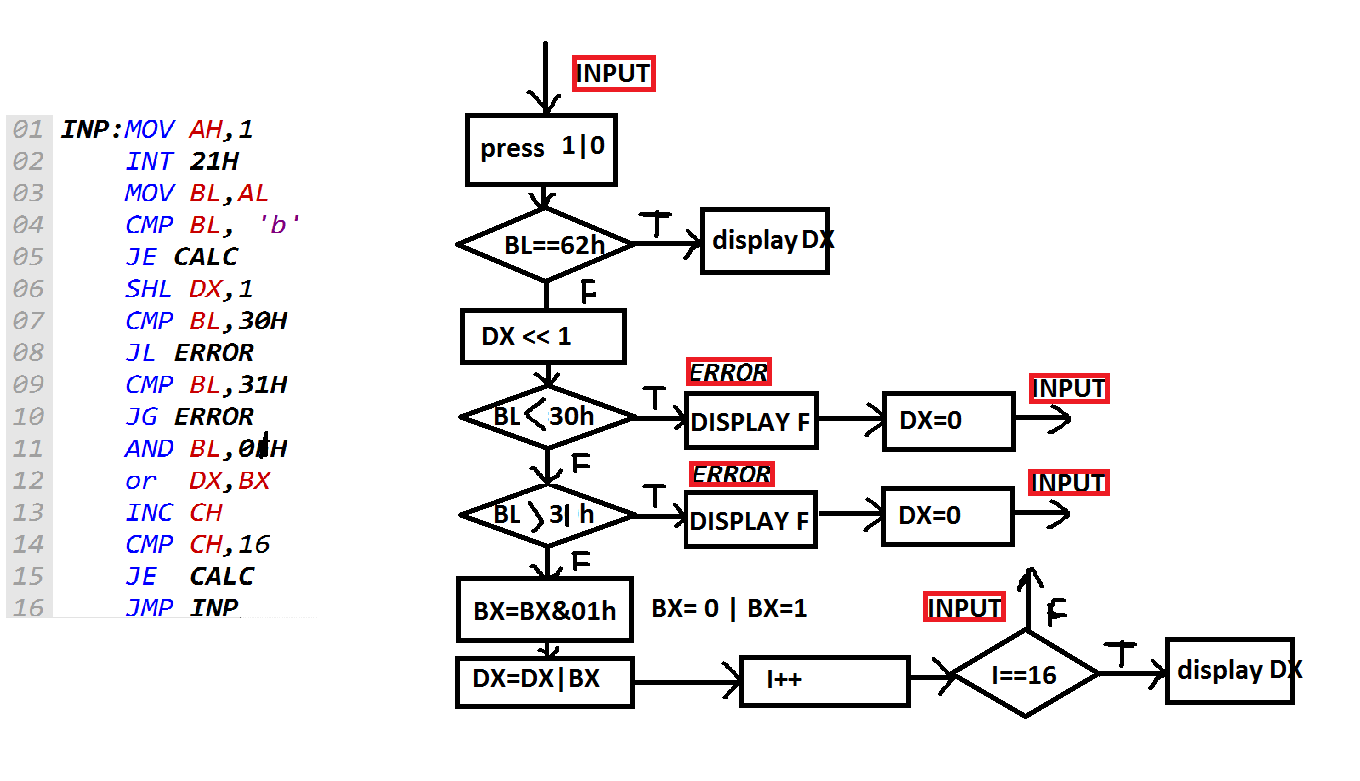 01 INP:MOV AH,1
02 INT 21H
03 MOV BL,AL
04 CMP BL, 'b'
05 JE CALC
06 SHL DX,1
07 CMP BL,30H
08 JL ERROR
09 CMP BL,31H
10 JG ERROR
11 AND BL,01H
12 or DX,BX
13 INC CH
14 CMP CH,16
15 JE CALC
16 JMP INP
INPUT
press 1|0
BL==62h
T
display DX
F
DX << 1
BL < 30h
T
ERROR
DISPLAY F
DX=0
INPUT
F
BL > 31h
T
ERROR
DISPLAY F
DX=0
INPUT
F
BX=BX&01h
BX= 0 | BX=1
DX=DX|BX
I++
I==16
INPUT
F
T
display DX